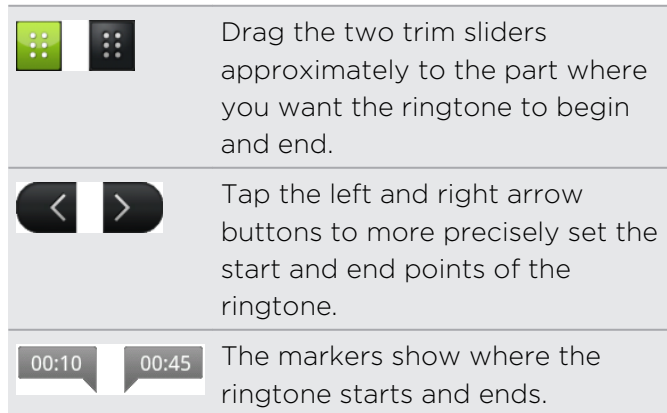 Drag the two trim sliders
approximately to the part where
you want the ringtone to begin
and end.
Tap the left and right arrow
buttons to more precisely set the
start and end points of the
ringtone.
00:10 00:45 The markers show where the
ringtone starts and ends.